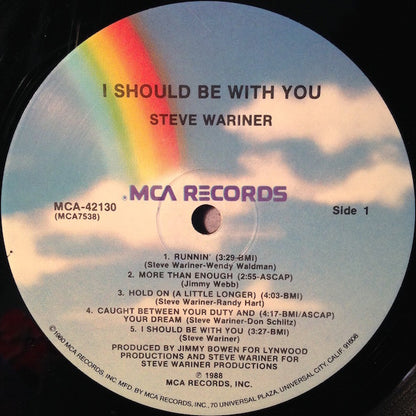 I SHOULD BE WITH YOU
STEVE WARINER
MCA-42130
(MCA7538)
MCA RECORDS
Side 1
1. RUNNIN' (3:29-BMI)
(Steve Wariner-Wendy Waldman)
2. MORE THAN ENOUGH (2:55-ASCAP)
(Jimmy Webb)
3. HOLD ON (A LITTLE LONGER) (4:03-BMI)
(Steve Wariner-Randy Hart)
4. CAUGHT BETWEEN YOUR DUTY AND (4:17-BMI/ASCAP)
YOUR DREAM (Steve Wariner-Don Schlitz)
5. I SHOULD BE WITH YOU (3:27-BMI)
(Steve Wariner)
PRODUCED BY JIMMY BOWEN FOR LYNWOOD
PRODUCTIONS AND STEVE WARINER FOR
STEVE WARINER PRODUCTIONS
℗ 1988
MCA RECORDS, INC.
©1980 MCA RECORDS, INC. MFD. BY MCA RECORDS, INC., 70 UNIVERSAL PLAZA, UNIVERSAL CITY, CALIF. 91608